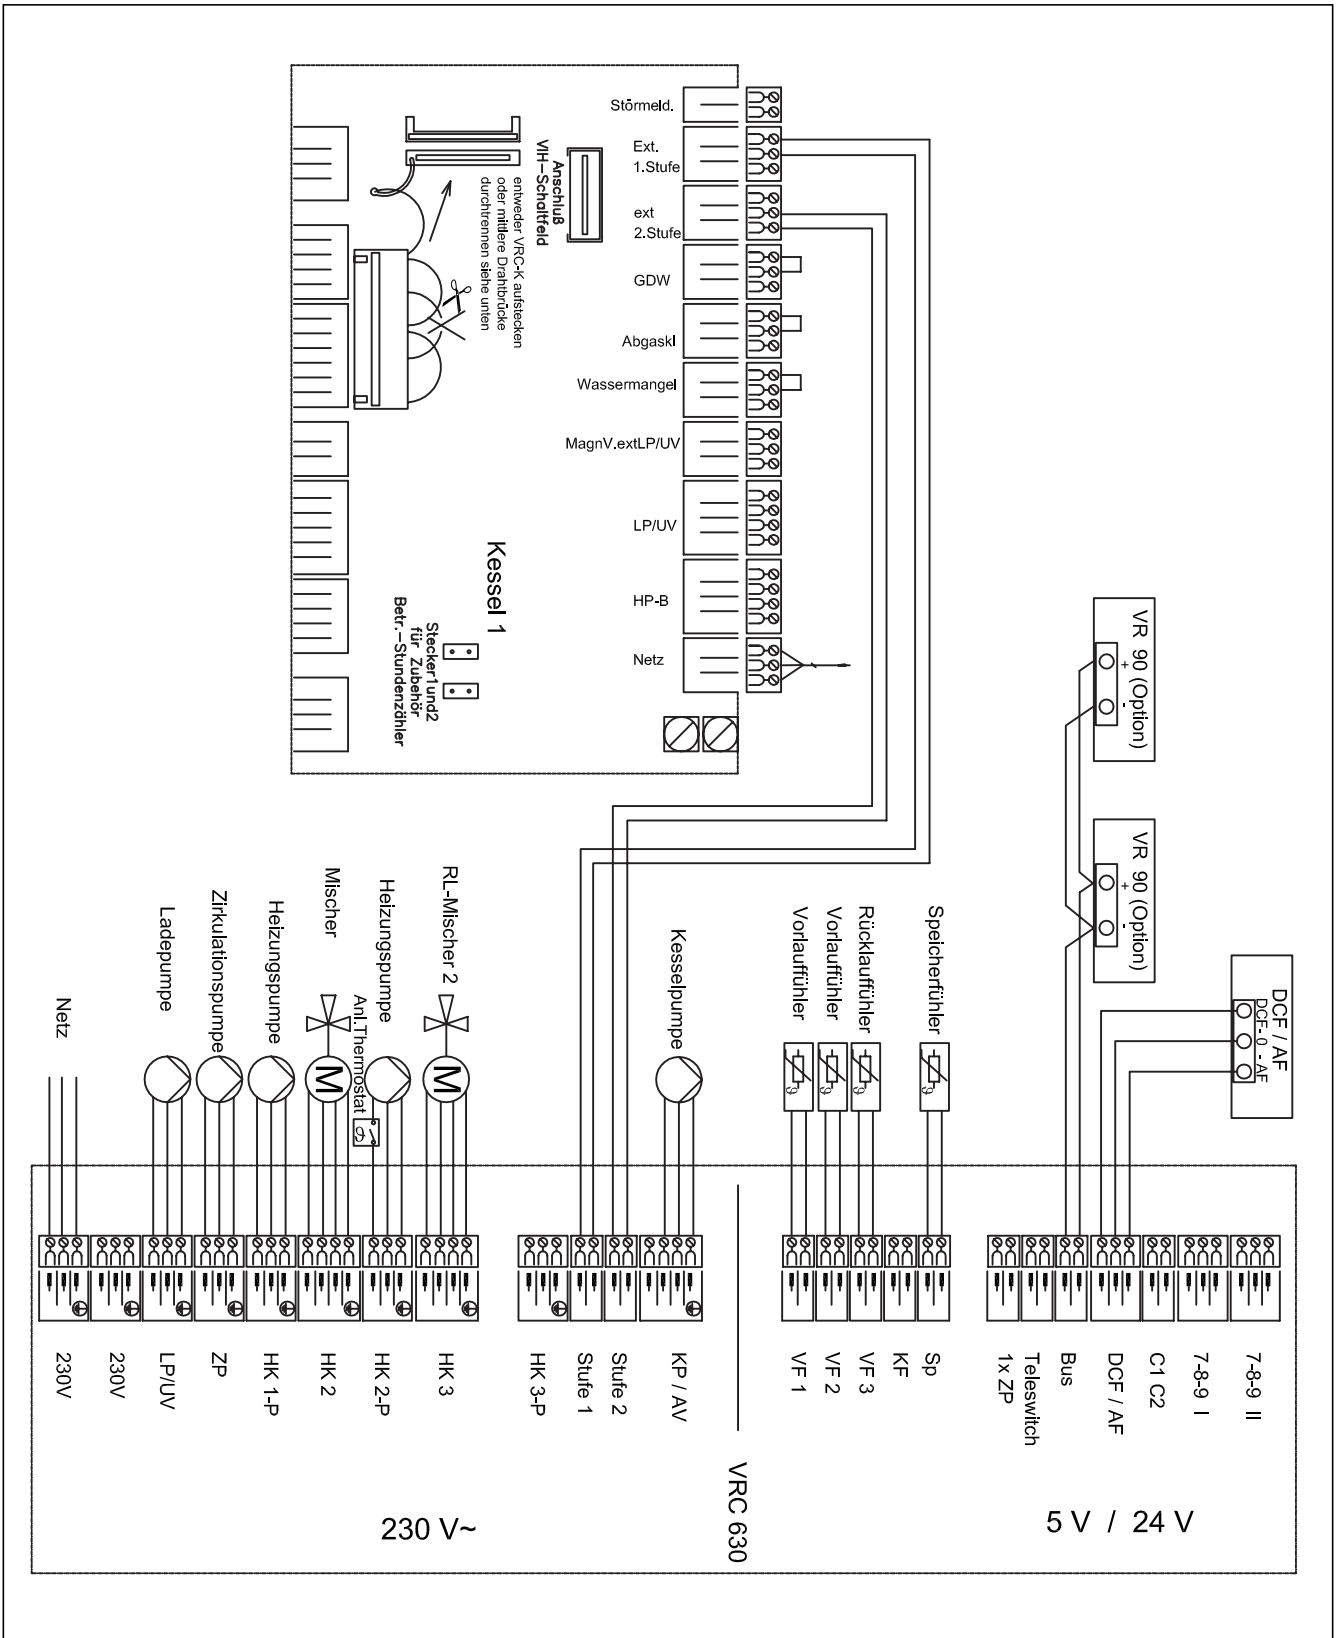 Störmeld.
Ext.
1.Stufe
ext
2.Stufe
GDW
Abgaskl
Wassermangel
MagnV.extLP/UV
LP/UV
HP-B
Netz
Anschluß
VIH-Schaltfeld
entweder VRC-K aufstecken
oder mittlere Drahtbrücke
durchtrennen siehe unten
Kessel 1
Stecker1und2
für Zubehör
Betr.-Stundenzähler
VR 90 (Option)
+ -
VR 90 (Option)
+ -
DCF / AF
DCF- 0 - AF
Netz
Ladepumpe
Zirkulationspumpe
Heizungspumpe
Mischer
M
Anl.Thermostat
Heizungspumpe
RL-Mischer 2
M
Kesselpumpe
Vorlauffühler
Vorlauffühler
Rücklauffühler
Speicherfühler
230V
230V
LP/UV
ZP
HK 1-P
HK 2
HK 2-P
HK 3
HK 3-P
Stufe 1
Stufe 2
KP / AV
VF 1
VF 2
VF 3
KF
Sp
1x ZP
Teleswitch
Bus
DCF / AF
C1 C2
7-8-9 I
7-8-9 II
230 V~
VRC 630
5 V / 24 V